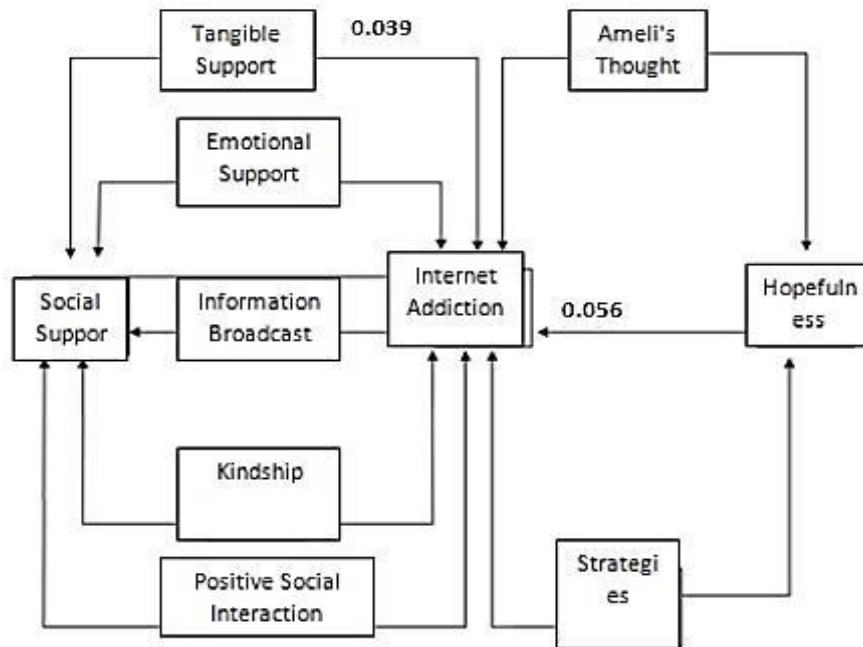 Tangible
Support
0.039
Ameli's
Thought
Emotional
Support
Internet
Addiction
Social
Suppor
Information
Broadcast
0.056
Hopefuln
ess
Kindship
Strategi
es
Positive Social
Interaction